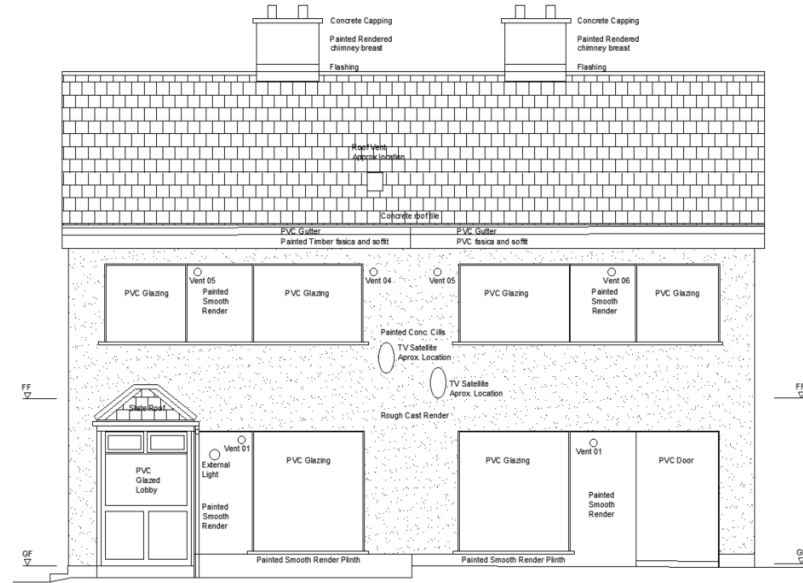 Concrete Capping
Concrete Capping
Painted Rendered
chimney breast
Painted Rendered
chimney breast
Flashing
Flashing
Roof Vent
Approx location
Concrete roof tile
PVC Gutter
PVC Gutter
Painted Timber fasica and soffit
PVC fasica and soffit
Vent 05
Vent 04
Vent 05
Vent 06
PVC Glazing
Painted
Smooth
Render
PVC Glazing
PVC Glazing
Painted
Smooth
Render
PVC Glazing
Painted Conc. Cills
TV Satellite
Aprox. Location
TV Satellite
Aprox. Location
FF
FF
Slate Roof
Rough Cast Render
Vent 01
Vent 01
External
Light
PVC Glazing
PVC Glazing
PVC Door
PVC
Glazed
Lobby
Painted
Smooth
Render
Painted
Smooth
Render
GF
Painted Smooth Render Plinth
Painted Smooth Render Plinth